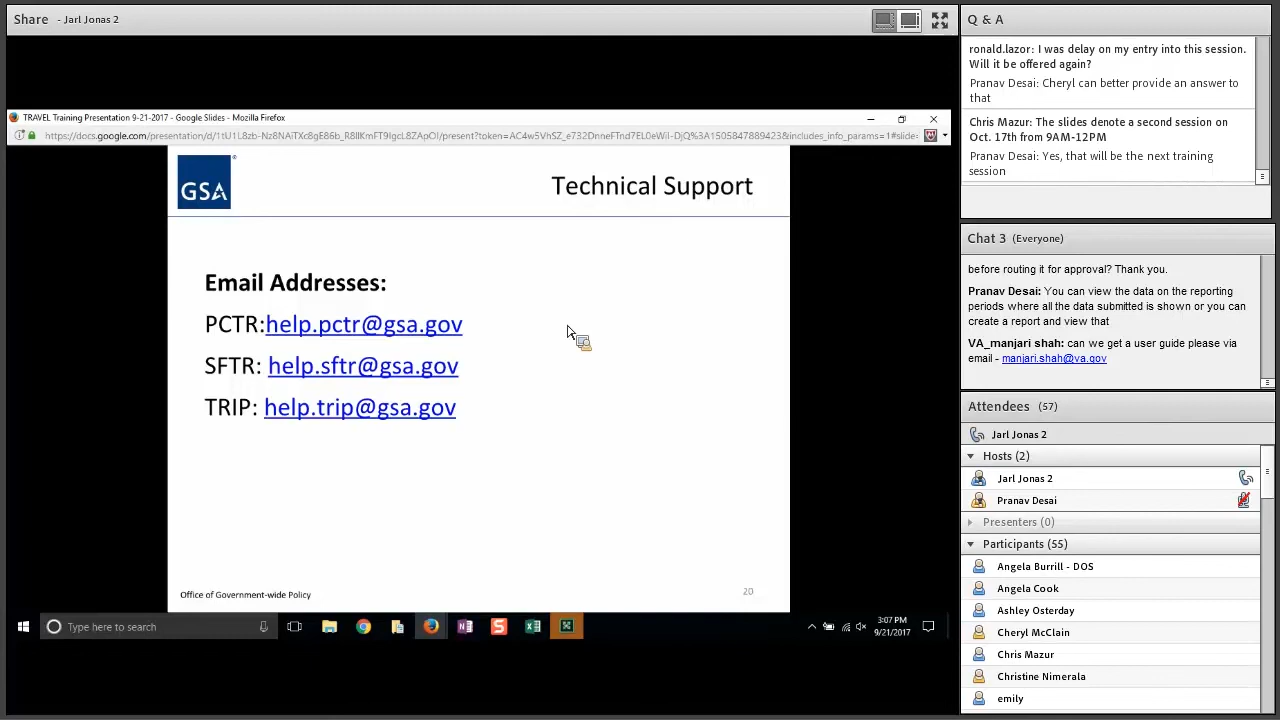 Share - Jarl Jonas 2
TRAVEL Training Presentation 9-21-2017 - Google Slides - Mozilla Firefox
GSA
Technical Support
Email Addresses:
PCTR:help.pctr@gsa.gov
SFTR: help.sftr@gsa.gov
TRIP: help.trip@gsa.gov
Office of Government-wide Policy
20
Type here to search
3:07 PM
9/21/2017
Q & A
ronald.lazor: I was delay on my entry into this session.
Will it be offered again?
Pranav Desai: Cheryl can better provide an answer to
that
Chris Mazur: The slides denote a second session on
Oct. 17th from 9AM-12PM
Pranav Desai: Yes, that will be the next training
session
Chat 3 (Everyone)
before routing it for approval? Thank you.
Pranav Desai: You can view the data on the reporting
periods where all the data submitted is shown or you can
create a report and view that
VA_manjari shah: can we get a user guide please via
email - manjari.shah@va.gov
Attendees (57)
Jarl Jonas 2
Hosts (2)
Jarl Jonas 2
Pranav Desai
Presenters (0)
Participants (55)
Angela Burrill - DOS
Angela Cook
Ashley Osterday
Cheryl McClain
Chris Mazur
Christine Nimerala
emily